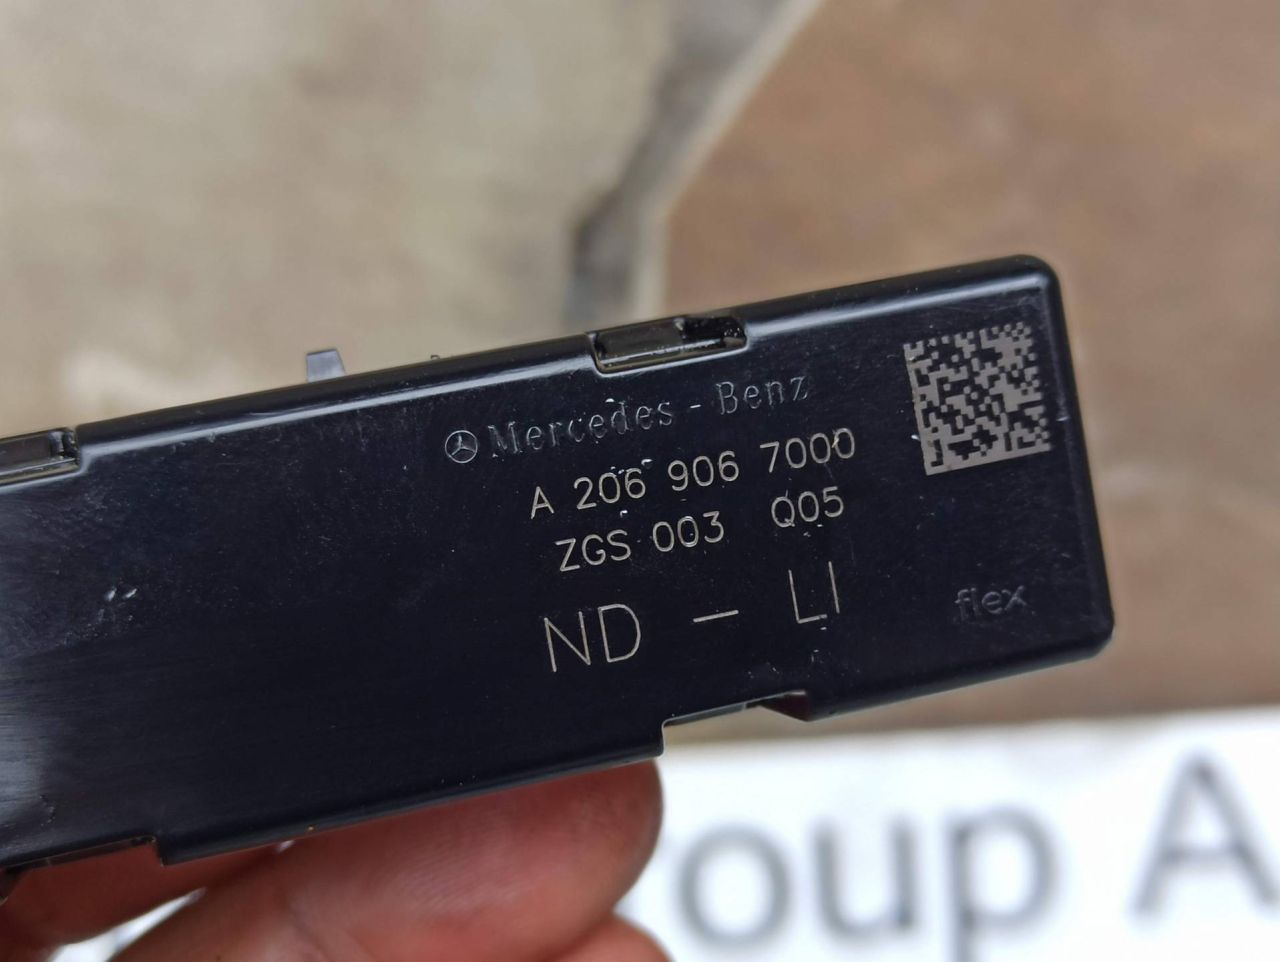 Mercedes - Benz
A 206 906 7000
ZGS 003 Q05
ND - LI
flex
oup A